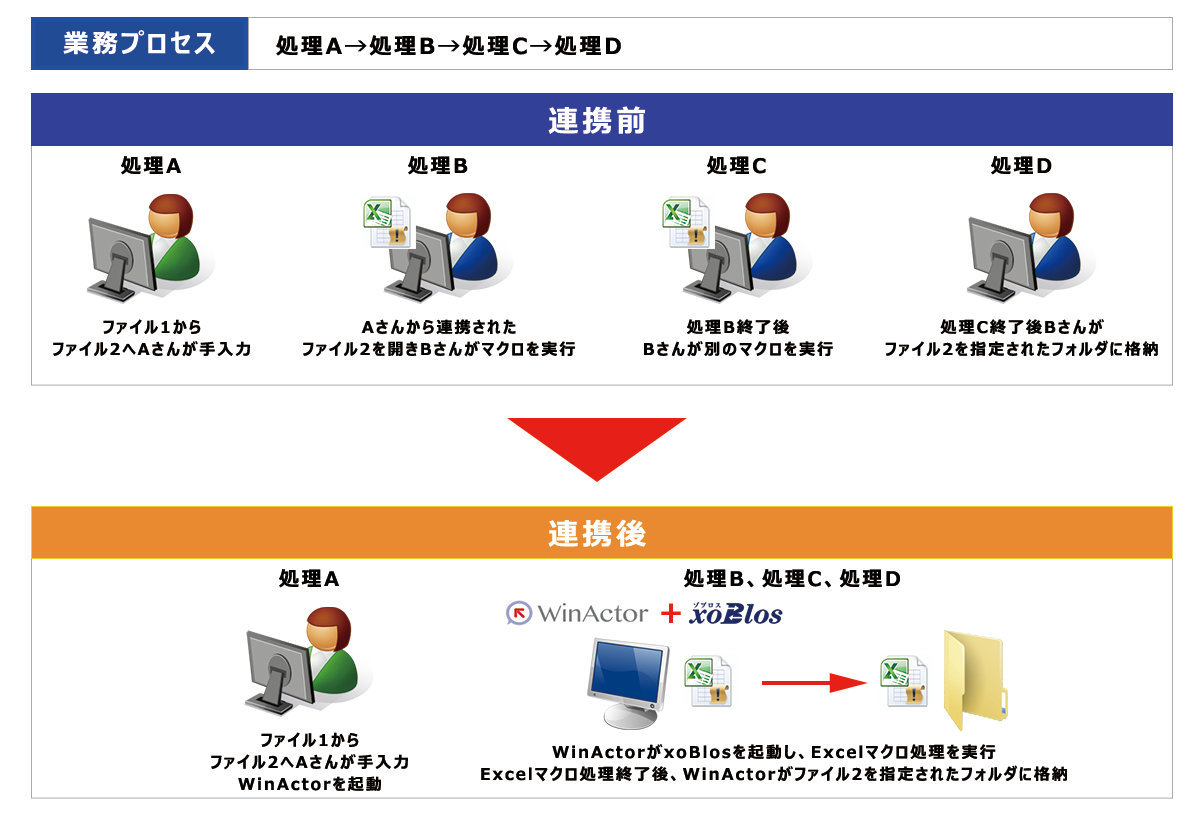 業務プロセス
処理A→処理B→処理C→処理D
連携前
処理A
処理B
処理C
処理D
ファイル1から
ファイル2へAさんが手入力
Aさんから連携された
ファイル2を開きBさんがマクロを実行
処理B終了後
Bさんが別のマクロを実行
処理C終了後Bさんが
ファイル2を指定されたフォルダに格納
連携後
処理A
ファイル1から
ファイル2へAさんが手入力
WinActorを起動
処理B、処理C、処理D
WinActor + xoBlos
ゾブロス
WinActorがxoBlosを起動し、Excelマクロ処理を実行
Excelマクロ処理終了後、WinActorがファイル2を指定されたフォルダに格納